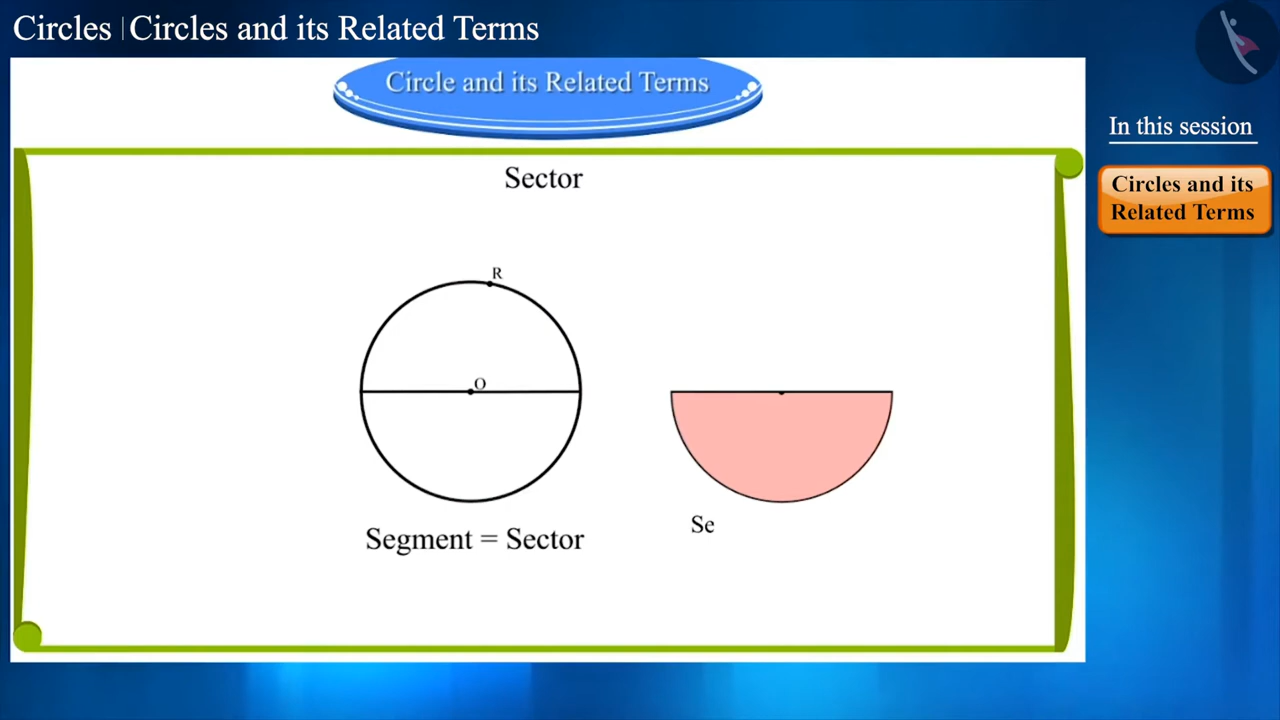 Circles | Circles and its Related Terms
Circle and its Related Terms
In this session
Circles and its
Related Terms
Sector
R
O
Segment = Sector
Se